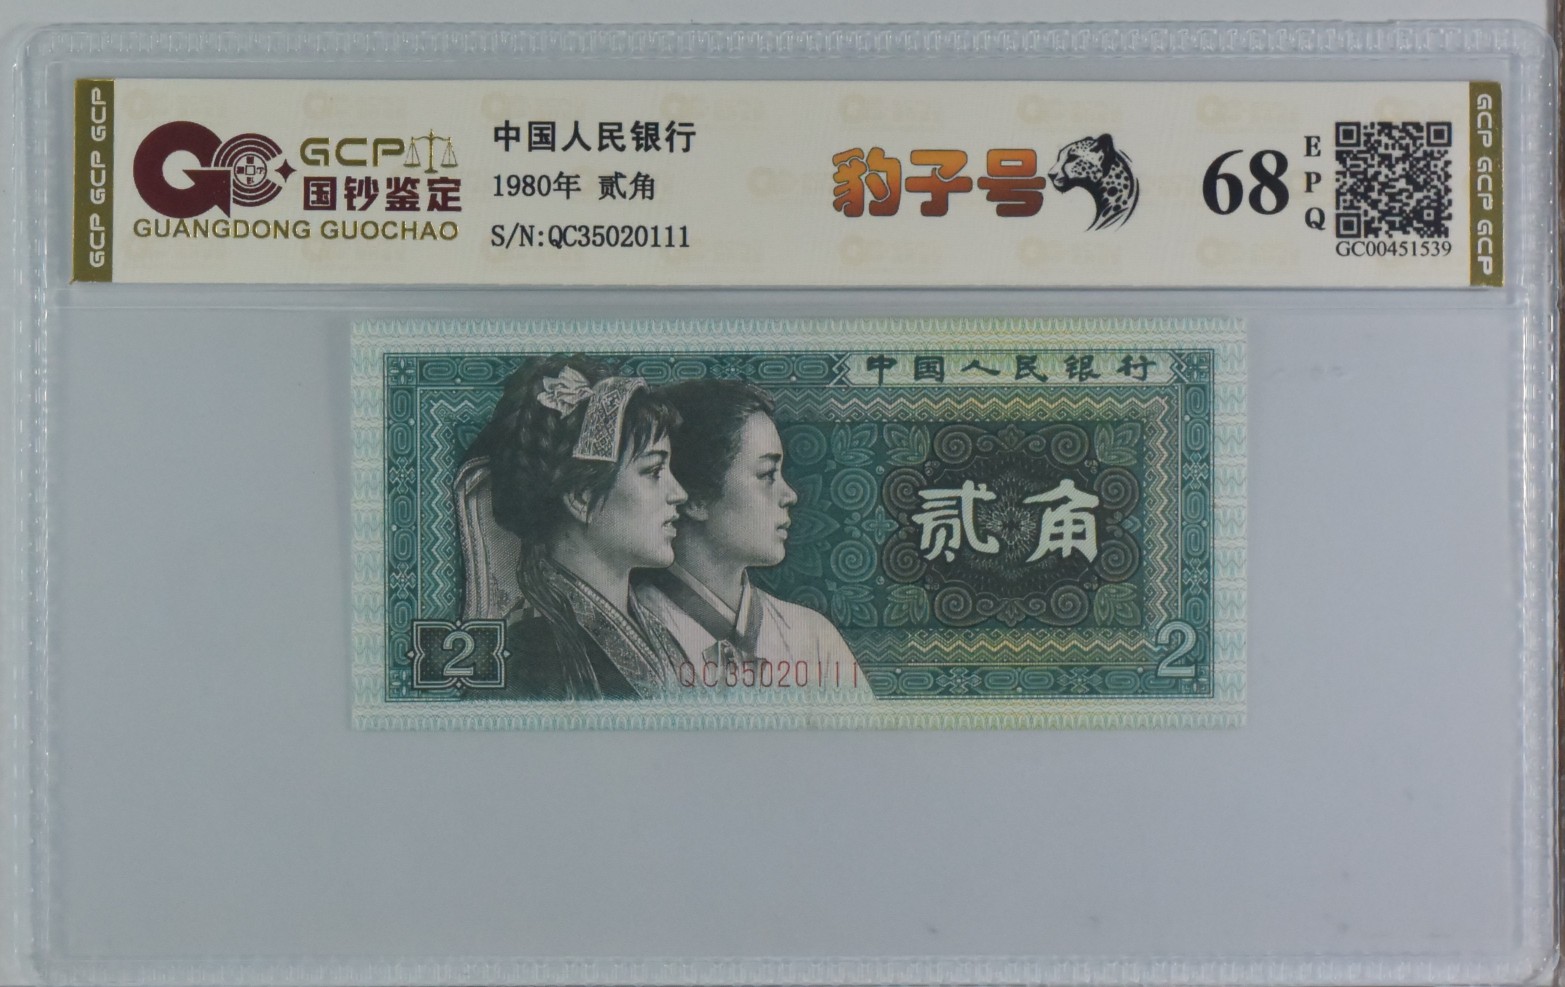 GCP GCP GCP
GCP
国钞鉴定
GUANGDONG GUOCHAO
中国人民银行
1980年 贰角
S/N:QC35020111
豹子号
68
EPQ
GC00451539
GCP GCP GCP
中国人民银行
贰角
2
2
QC35020111